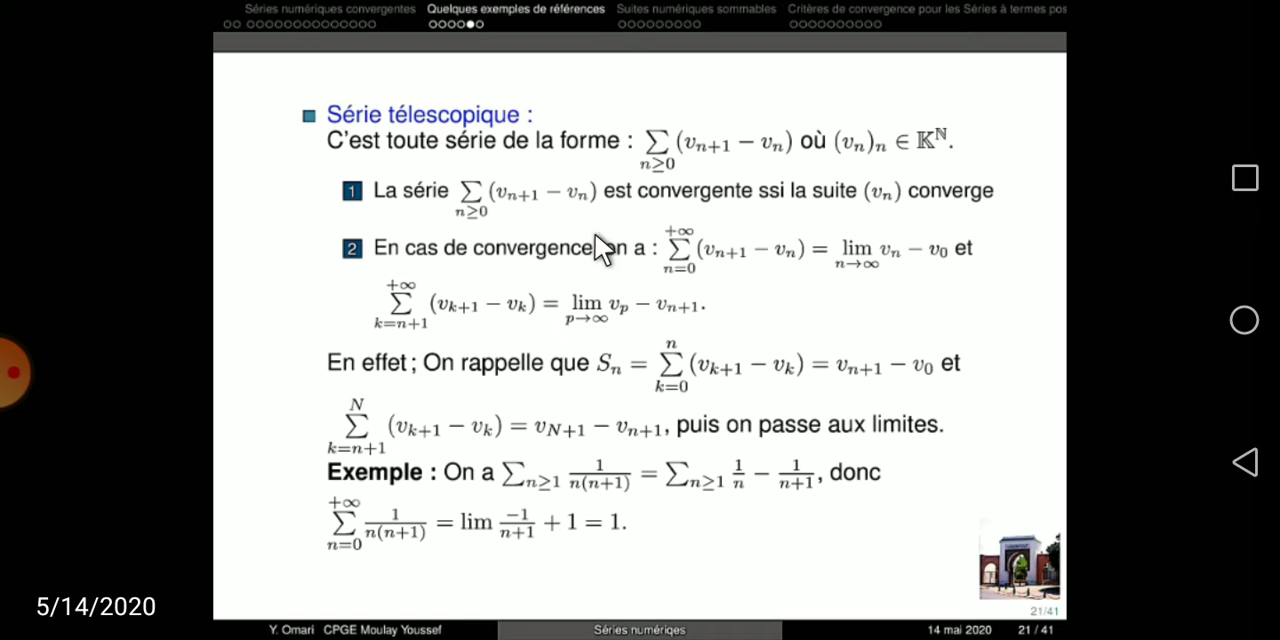 Séries numériques convergentes Quelques exemples de références Suites numériques sommables Critères de convergence pour les Séries à termes pos
Série télescopique :
C'est toute série de la forme : ∑_{n≥0} (v_{n+1} − v_n) où (v_n)_n ∈ 𝕂^ℕ.
1 La série ∑_{n≥0} (v_{n+1} − v_n) est convergente ssi la suite (v_n) converge
2 En cas de convergence, on a : ∑_{n=0}^{+∞} (v_{n+1} − v_n) = lim_{n→∞} v_n − v_0 et
∑_{k=n+1}^{+∞} (v_{k+1} − v_k) = lim_{p→∞} v_p − v_{n+1}.
En effet ; On rappelle que S_n = ∑_{k=0}^{n} (v_{k+1} − v_k) = v_{n+1} − v_0 et
∑_{k=n+1}^{N} (v_{k+1} − v_k) = v_{N+1} − v_{n+1}, puis on passe aux limites.
Exemple : On a ∑_{n≥1} 1/(n(n+1)) = ∑_{n≥1} 1/n − 1/(n+1), donc
∑_{n=0}^{+∞} 1/(n(n+1)) = lim −1/(n+1) + 1 = 1.
5/14/2020
21/41
Y. Omari CPGE Moulay Youssef Séries numériqes 14 mai 2020 21 / 41